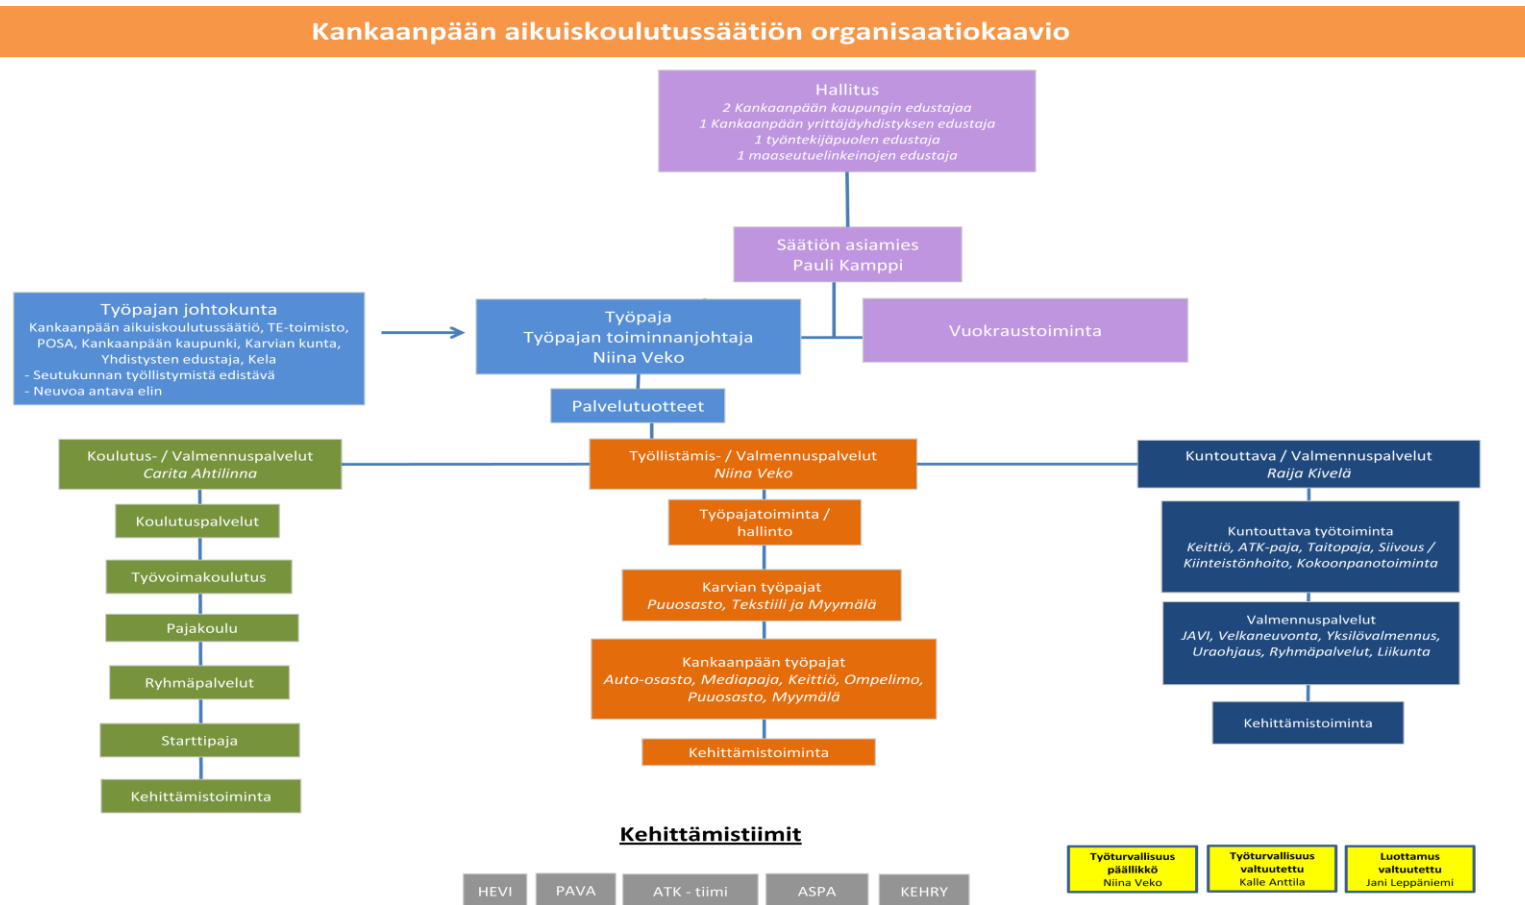 Kankaanpään aikuiskoulutussäätiön organisaatiokaavio
Hallitus
2 Kankaanpään kaupungin edustajaa
1 Kankaanpään yrittäjäyhdistyksen edustaja
1 työntekijäpuolen edustaja
1 maaseutuelinkeinojen edustaja
Säätiön asiamies
Pauli Kamppi
Työpajan johtokunta
Kankaanpään aikuiskoulutussäätiö, TE-toimisto,
POSA, Kankaanpään kaupunki, Karvian kunta,
Yhdistysten edustaja, Kela
- Seutukunnan työllistymistä edistävä
- Neuvoa antava elin
Työpaja
Työpajan toiminnanjohtaja
Niina Veko
Vuokraustoiminta
Palvelutuotteet
Koulutus- / Valmennuspalvelut
Carita Ahtilinna
Koulutuspalvelut
Työvoimakoulutus
Pajakoulu
Ryhmäpalvelut
Starttipaja
Kehittämistoiminta
Työllistämis- / Valmennuspalvelut
Niina Veko
Työpajatoiminta /
hallinto
Karvian työpajat
Puuosasto, Tekstiili ja Myymälä
Kankaanpään työpajat
Auto-osasto, Mediapaja, Keittiö, Ompelimo,
Puuosasto, Myymälä
Kehittämistoiminta
Kuntouttava / Valmennuspalvelut
Raija Kivelä
Kuntouttava työtoiminta
Keittiö, ATK-paja, Taitopaja, Siivous /
Kiinteistönhoito, Kokoonpanotoiminta
Valmennuspalvelut
JAVI, Velkaneuvonta, Yksilövalmennus,
Uraohjaus, Ryhmäpalvelut, Liikunta
Kehittämistoiminta
Kehittämistiimit
HEVI
PAVA
ATK - tiimi
ASPA
KEHRY
Työturvallisuus
päällikkö
Niina Veko
Työturvallisuus
valtuutettu
Kalle Anttila
Luottamus
valtuutettu
Jani Leppäniemi